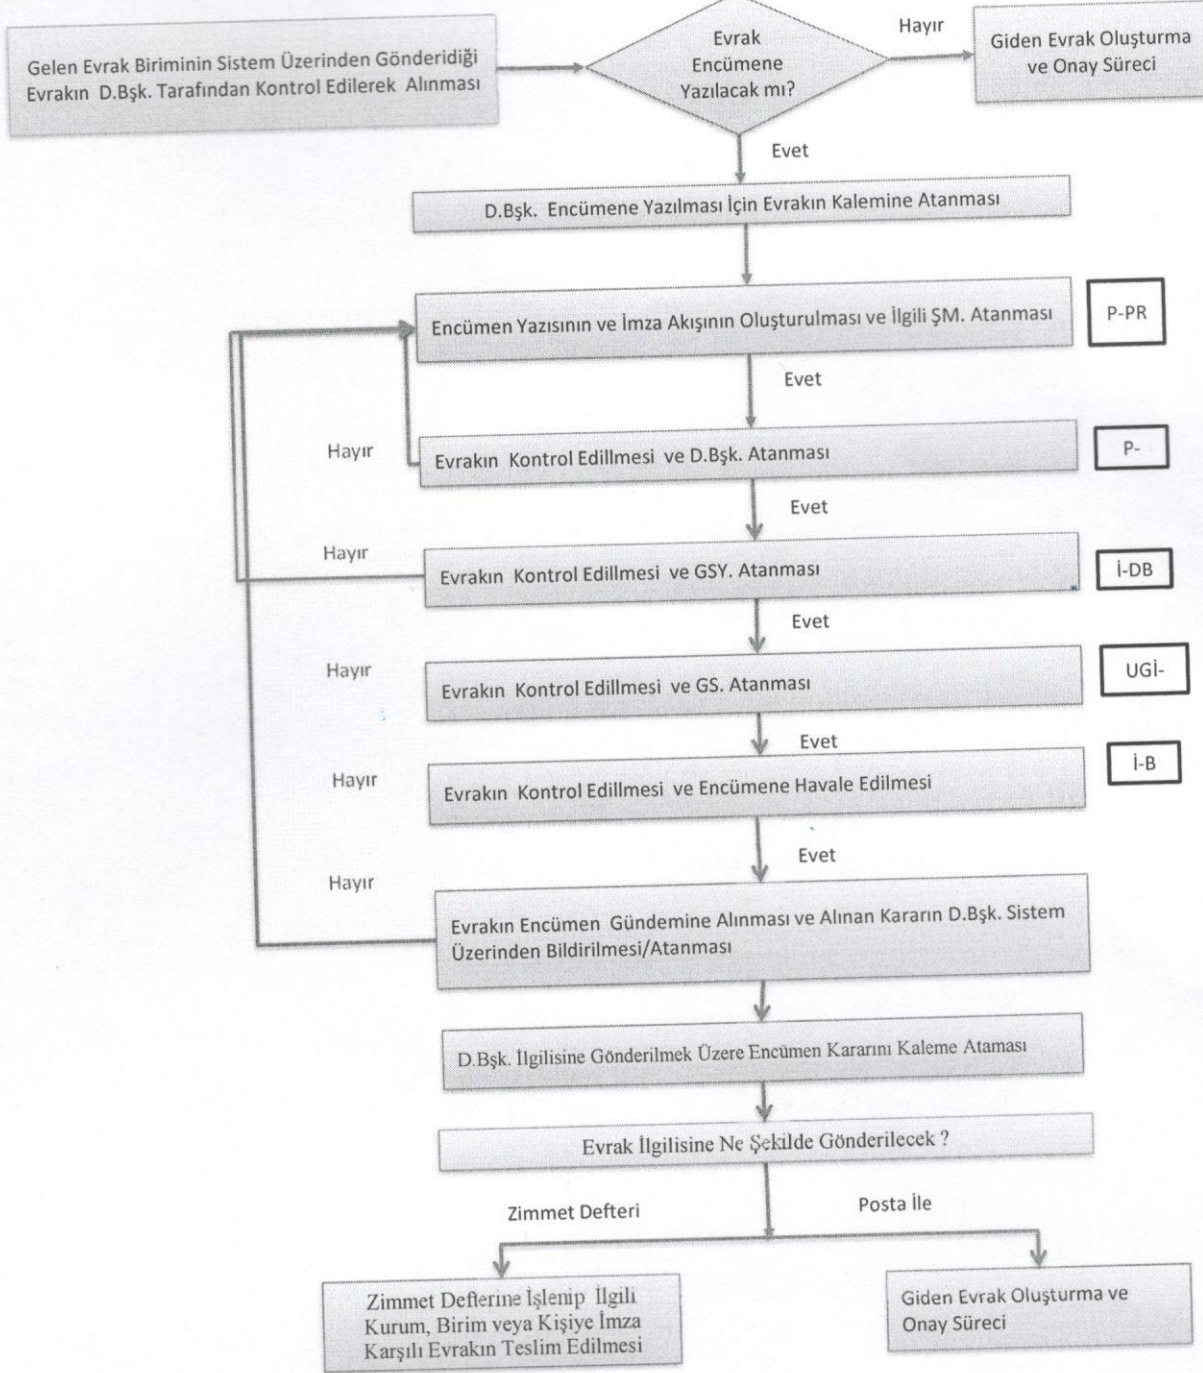 Gelen Evrak Biriminin Sistem Üzerinden Gönderidiği
Evrakın D.Bşk. Tarafından Kontrol Edilerek Alınması
Evrak
Encümene
Yazılacak mı?
Hayır
Giden Evrak Oluşturma
ve Onay Süreci
Evet
D.Bşk. Encümene Yazılması İçin Evrakın Kalemine Atanması
Encümen Yazısının ve İmza Akışının Oluşturulması ve İlgili ŞM. Atanması
P-PR
Evet
Hayır
Evrakın Kontrol Edillmesi ve D.Bşk. Atanması
P-
Evet
Hayır
Evrakın Kontrol Edillmesi ve GSY. Atanması
İ-DB
Evet
Hayır
Evrakın Kontrol Edillmesi ve GS. Atanması
UGİ-
Evet
Hayır
Evrakın Kontrol Edillmesi ve Encümene Havale Edilmesi
İ-B
Evet
Hayır
Evrakın Encümen Gündemine Alınması ve Alınan Kararın D.Bşk. Sistem
Üzerinden Bildirilmesi/Atanması
D.Bşk. İlgilisine Gönderilmek Üzere Encümen Kararını Kaleme Ataması
Evrak İlgilisine Ne Şekilde Gönderilecek ?
Zimmet Defteri
Posta İle
Zimmet Defterine İşlenip İlgili
Kurum, Birim veya Kişiye İmza
Karşılı Evrakın Teslim Edilmesi
Giden Evrak Oluşturma ve
Onay Süreci